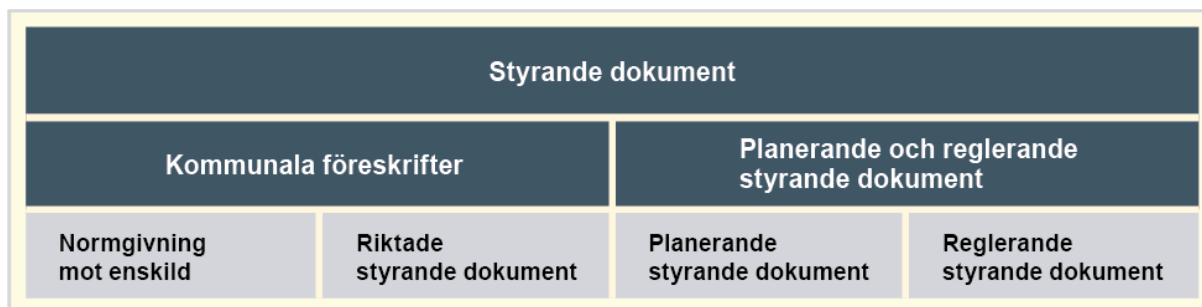 Styrande dokument
Kommunala föreskrifter
Planerande och reglerande
styrande dokument
Normgivning
mot enskild
Riktade
styrande dokument
Planerande
styrande dokument
Reglerande
styrande dokument